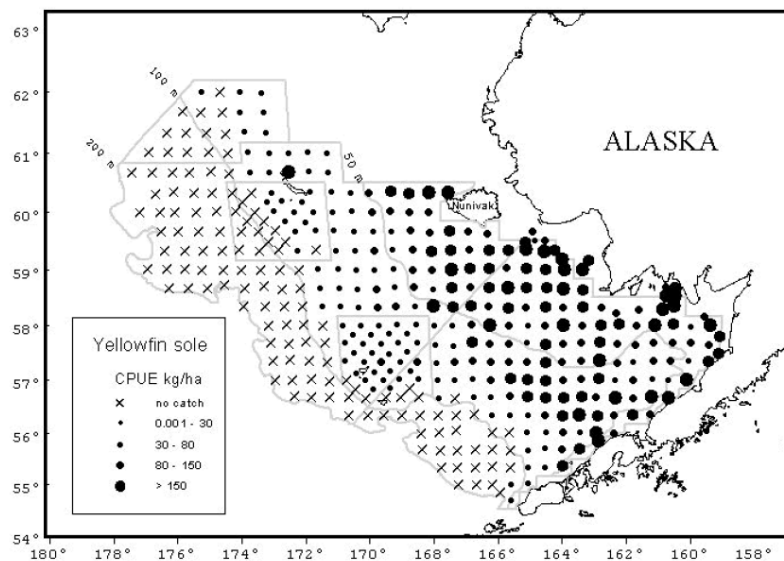 63°
62°
61°
60°
59°
58°
57°
56°
55°
54°
100 m
200 m
50 m
ALASKA
Nunivak
Yellowfin sole
CPUE kg/ha
no catch
0.001 - 30
30 - 80
80 - 150
> 150
180° 178° 176° 174° 172° 170° 168° 166° 164° 162° 160° 158°